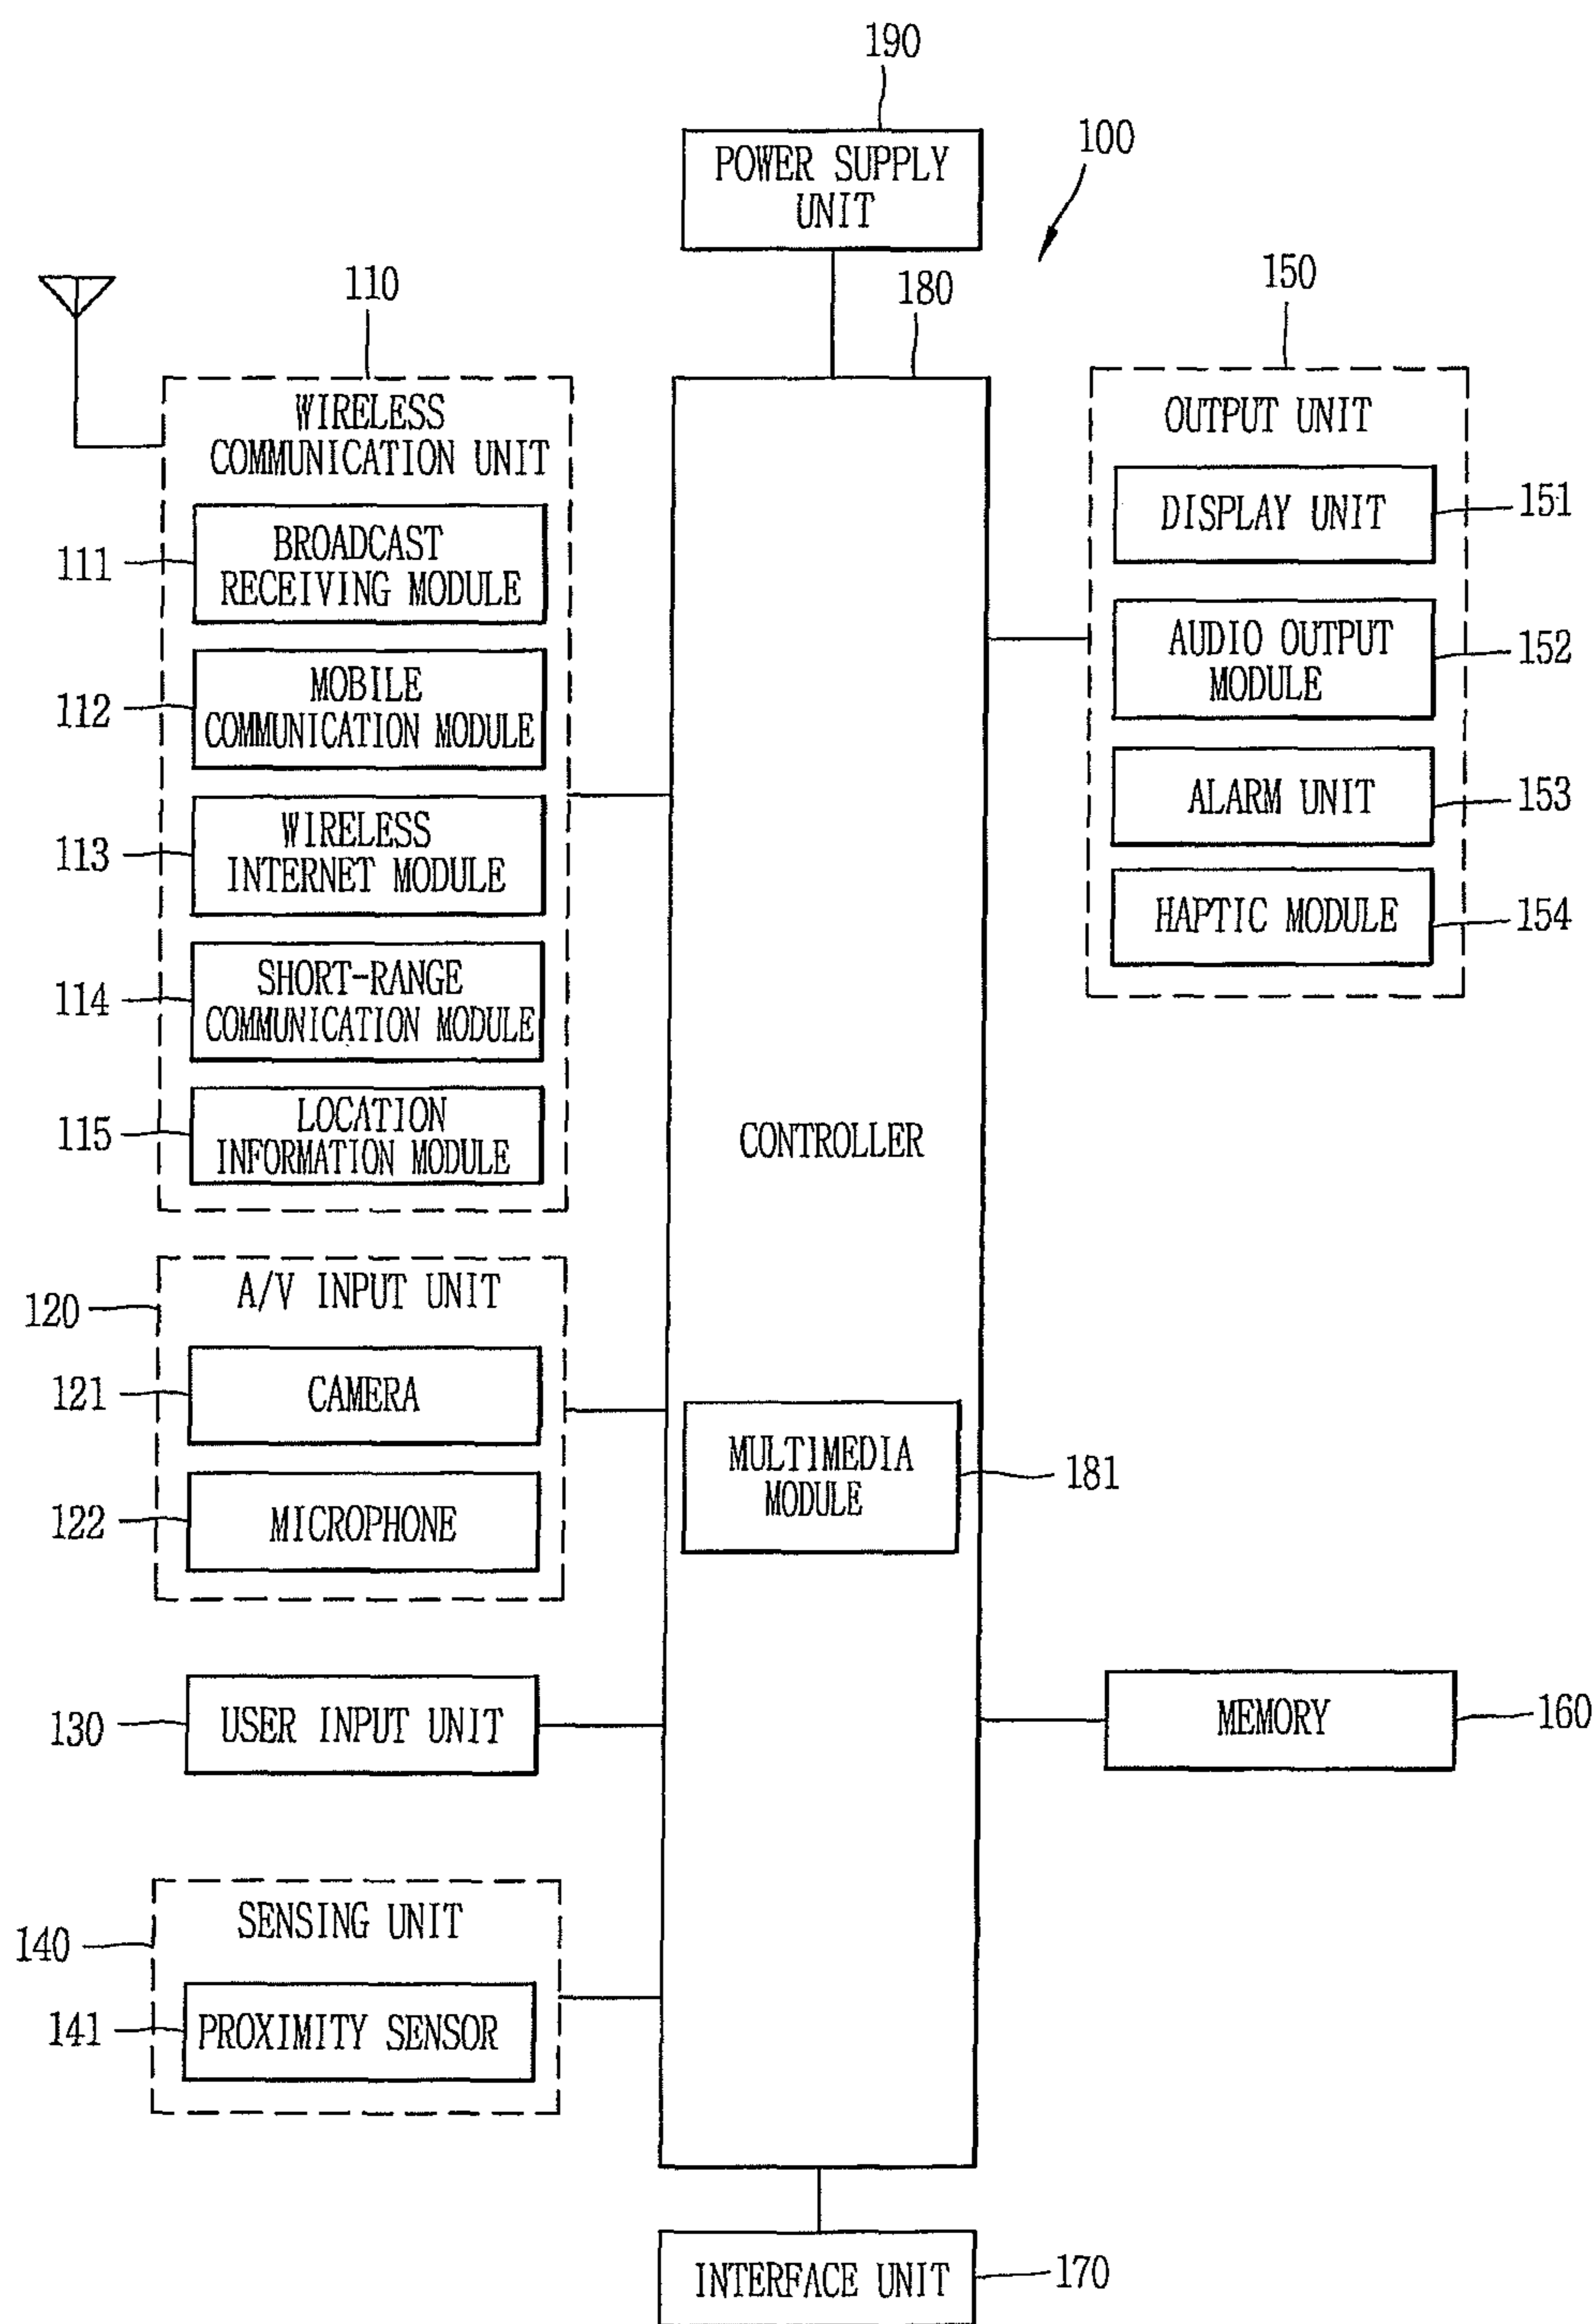 190
POWER SUPPLY
UNIT
100
110
180
150
WIRELESS
COMMUNICATION UNIT
111
BROADCAST
RECEIVING MODULE
112
MOBILE
COMMUNICATION MODULE
113
WIRELESS
INTERNET MODULE
114
SHORT-RANGE
COMMUNICATION MODULE
115
LOCATION
INFORMATION MODULE
120
A/V INPUT UNIT
121
CAMERA
122
MICROPHONE
130
USER INPUT UNIT
140
SENSING UNIT
141
PROXIMITY SENSOR
CONTROLLER
MULTIMEDIA
MODULE
181
OUTPUT UNIT
DISPLAY UNIT
151
AUDIO OUTPUT
MODULE
152
ALARM UNIT
153
HAPTIC MODULE
154
MEMORY
160
INTERFACE UNIT
170